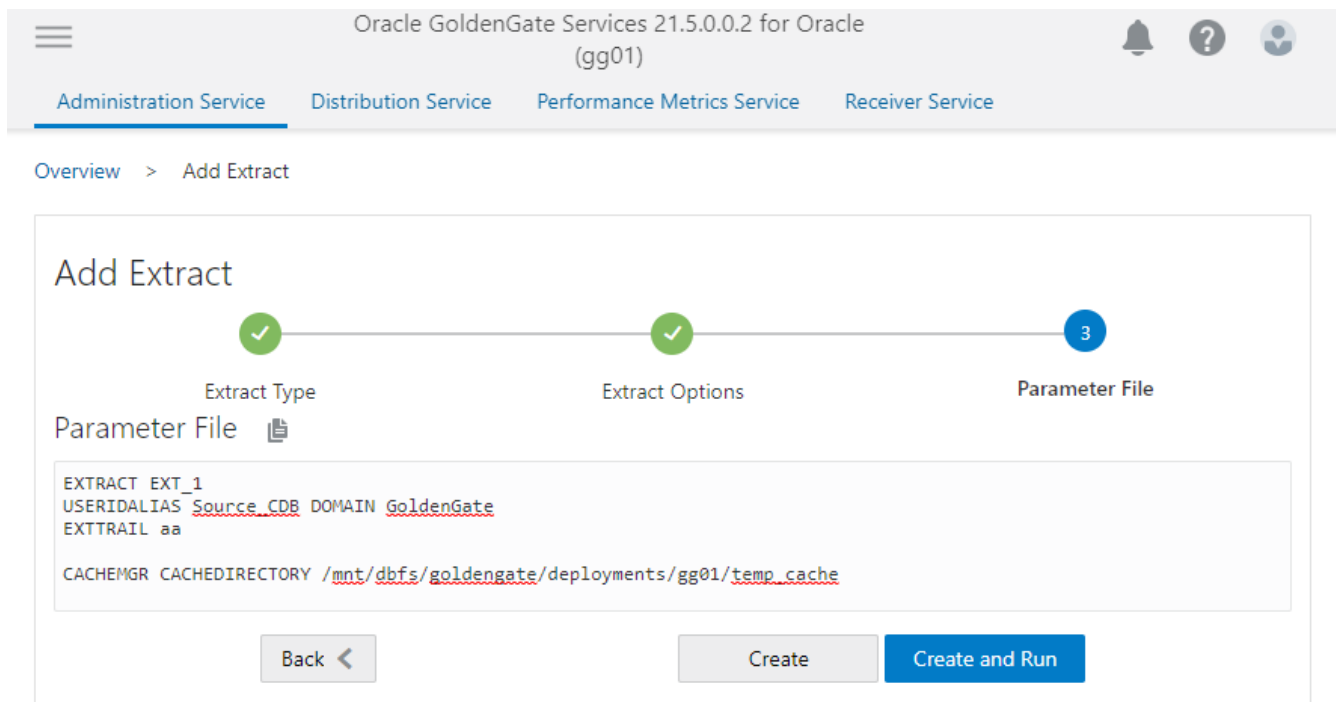 Oracle GoldenGate Services 21.5.0.0.2 for Oracle
(gg01)
?
Administration Service Distribution Service Performance Metrics Service Receiver Service
Overview > Add Extract
Add Extract
3
Extract Type Extract Options Parameter File
Parameter File
EXTRACT EXT_1
USERIDALIAS Source_CDB DOMAIN GoldenGate
EXTTRAIL aa
CACHEMGR CACHEDIRECTORY /mnt/dbfs/goldengate/deployments/gg01/temp_cache
Back Create Create and Run